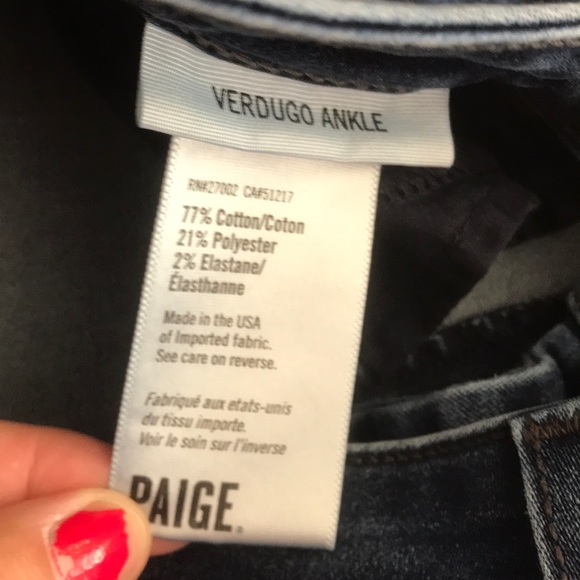 VERDUGO ANKLE
RN#27002 CA#51217
77% Cotton/Coton
21% Polyester
2% Elastane/
Élasthanne
Made in the USA
of Imported fabric.
See care on reverse.
Fabriqué aux etats-unis
du tissu importe.
Voir le soin sur l'inverse
PAIGE.